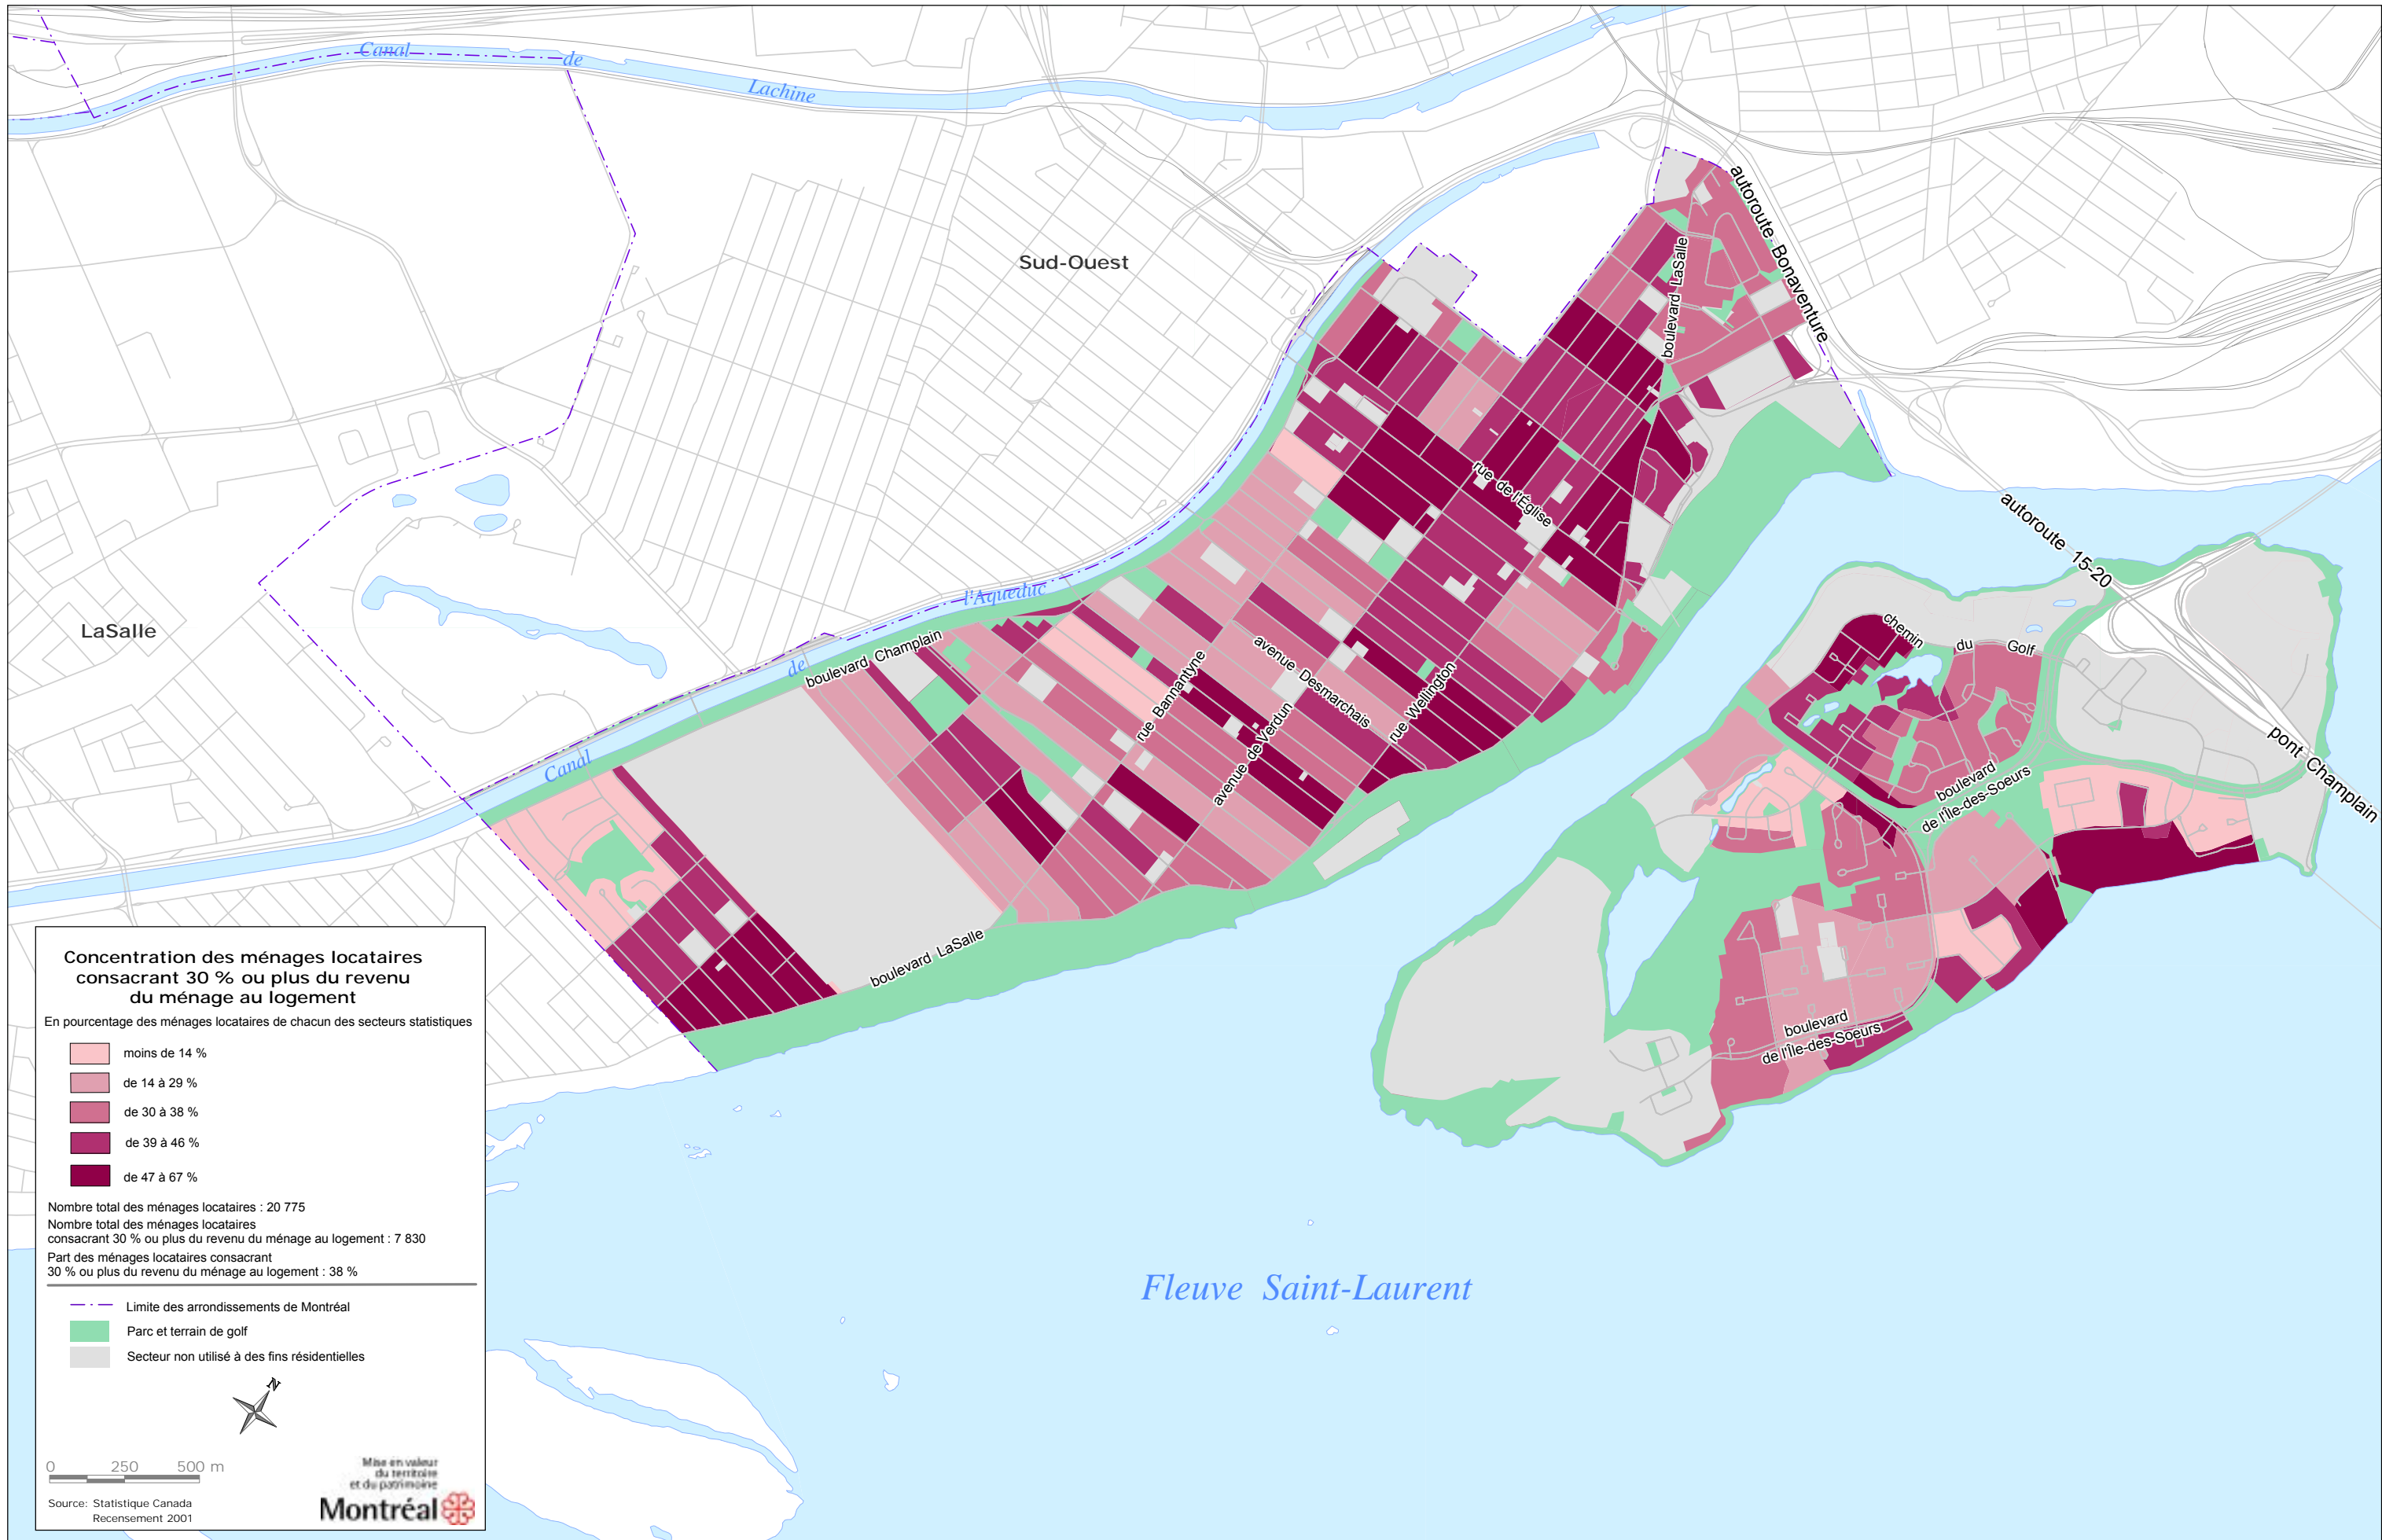 Canal
de
Lachine
Sud-Ouest
autoroute Bonaventure
boulevard LaSalle
rue de l'Église
autoroute 15-20
l'Aqueduc
de
Canal
LaSalle
boulevard Champlain
chemin
du
Golf
rue Bannantyne
avenue Desmarchais
avenue de Verdun
rue Wellington
boulevard
de l'Île-des-Soeurs
pont Champlain
boulevard LaSalle
boulevard
de l'Île-des-Soeurs
Fleuve Saint-Laurent
Concentration des ménages locataires
consacrant 30 % ou plus du revenu
du ménage au logement
En pourcentage des ménages locataires de chacun des secteurs statistiques
moins de 14 %
de 14 à 29 %
de 30 à 38 %
de 39 à 46 %
de 47 à 67 %
Nombre total des ménages locataires : 20 775
Nombre total des ménages locataires
consacrant 30 % ou plus du revenu du ménage au logement : 7 830
Part des ménages locataires consacrant
30 % ou plus du revenu du ménage au logement : 38 %
Limite des arrondissements de Montréal
Parc et terrain de golf
Secteur non utilisé à des fins résidentielles
N
0 250 500 m
Source: Statistique Canada
Recensement 2001
Mise en valeur
du territoire
et du patrimoine
Montréal